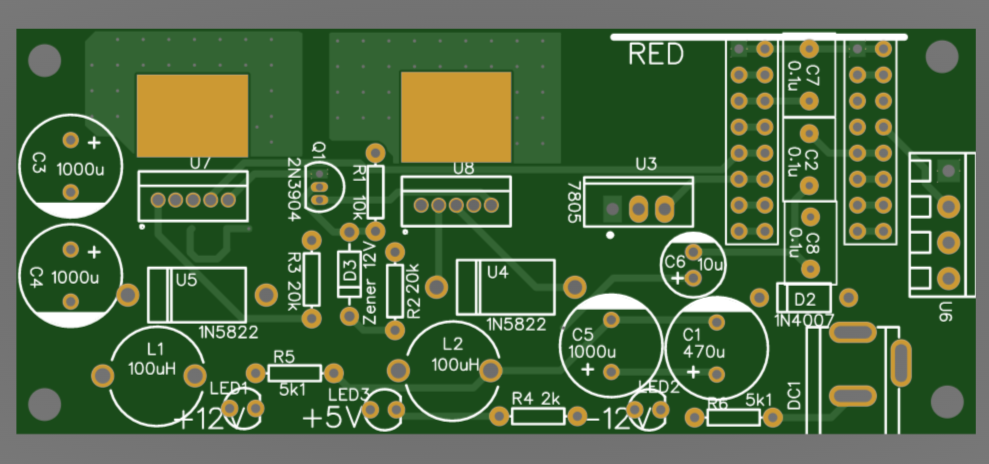 RED
C7
0.1u
C3
+
1000u
U7
Q1
2N3904
R1 10k
U8
U3
7805
C2
0.1u
C4
+
1000u
U5
1N5822
R3 20k
D3
Zener 12V
R2 20k
U4
1N5822
C6
10u
+
C8
0.1u
D2
1N4007
U6
L1
100uH
L2
100uH
C5
1000u
+
C1
470u
+
R5
5k1
LED1
+12V
LED3
+5V
R4 2k
LED2
-12V
R6
5k1
DC1